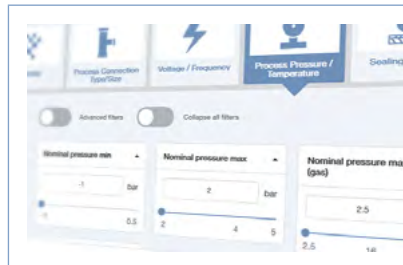 Process Connection
Type/Size
Voltage / Frequency
Process Pressure /
Temperature
Sealing
Advanced filters
Collapse all filters
Nominal pressure min
Nominal pressure max
Nominal pressure ma
(gas)
-1
bar
2
bar
2.5
-1
0.5
2
4
5
2.5